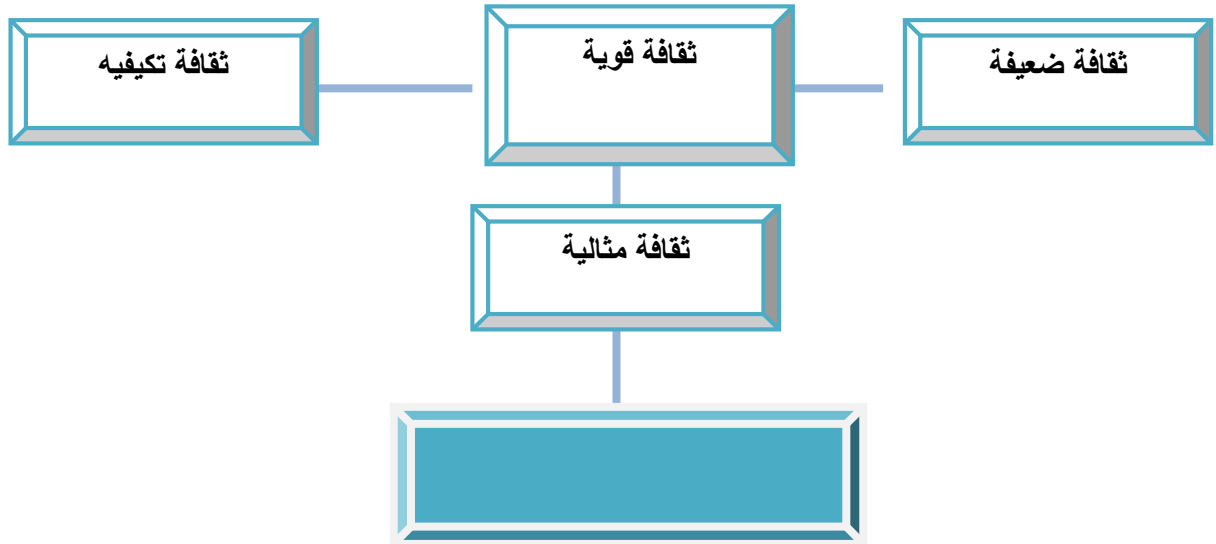 ثقافة ضعيفة
ثقافة قوية
ثقافة تكيفيه
ثقافة مثالية